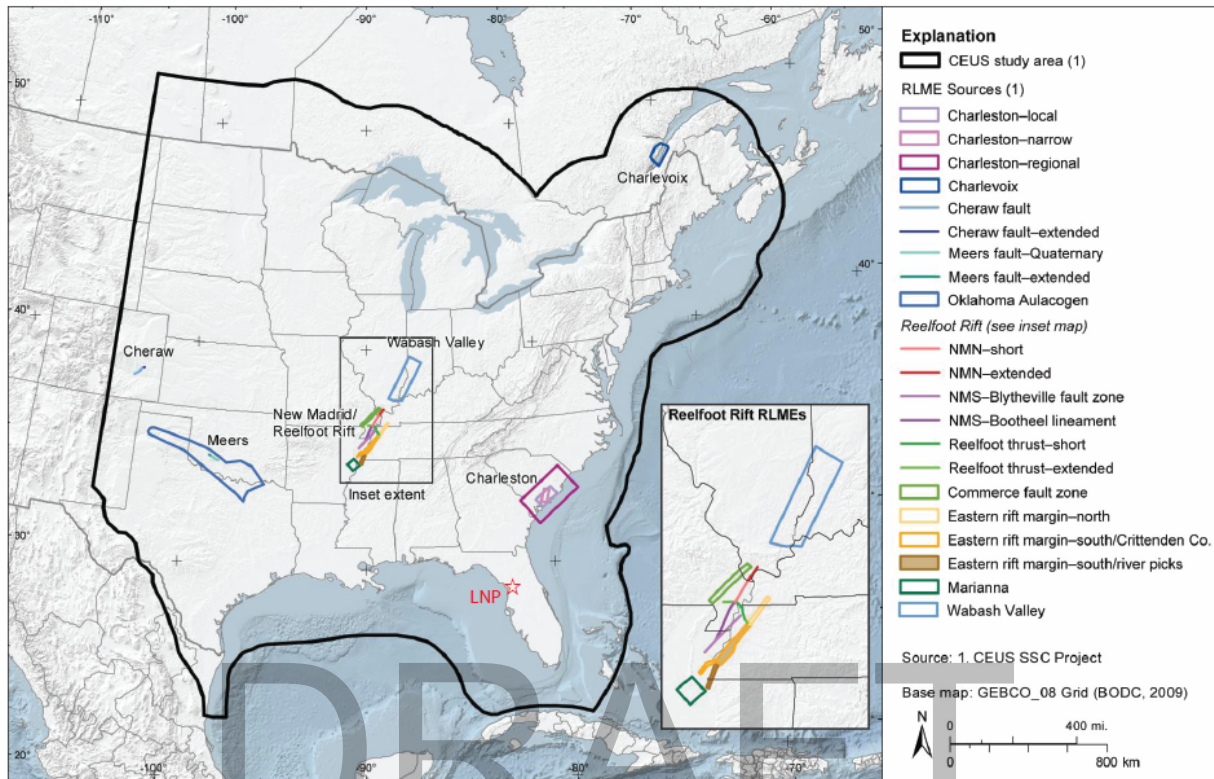 -110°
-100°
-90°
-80°
-70°
-60°
50°
50°
40°
40°
30°
20°
-100°
-90°
-80°
Charlevoix
Cheraw
Wabash Valley
New Madrid/
Reelfoot Rift
Meers
Inset extent
Charleston
LNP
Reelfoot Rift RLMEs
DRAFT
Explanation
CEUS study area (1)
RLME Sources (1)
Charleston–local
Charleston–narrow
Charleston–regional
Charlevoix
Cheraw fault
Cheraw fault–extended
Meers fault–Quaternary
Meers fault–extended
Oklahoma Aulacogen
Reelfoot Rift (see inset map)
NMN–short
NMN–extended
NMS–Blytheville fault zone
NMS–Bootheel lineament
Reelfoot thrust–short
Reelfoot thrust–extended
Commerce fault zone
Eastern rift margin–north
Eastern rift margin–south/Crittenden Co.
Eastern rift margin–south/river picks
Marianna
Wabash Valley
Source: 1. CEUS SSC Project
Base map: GEBCO_08 Grid (BODC, 2009)
N
0 400 mi.
0 800 km